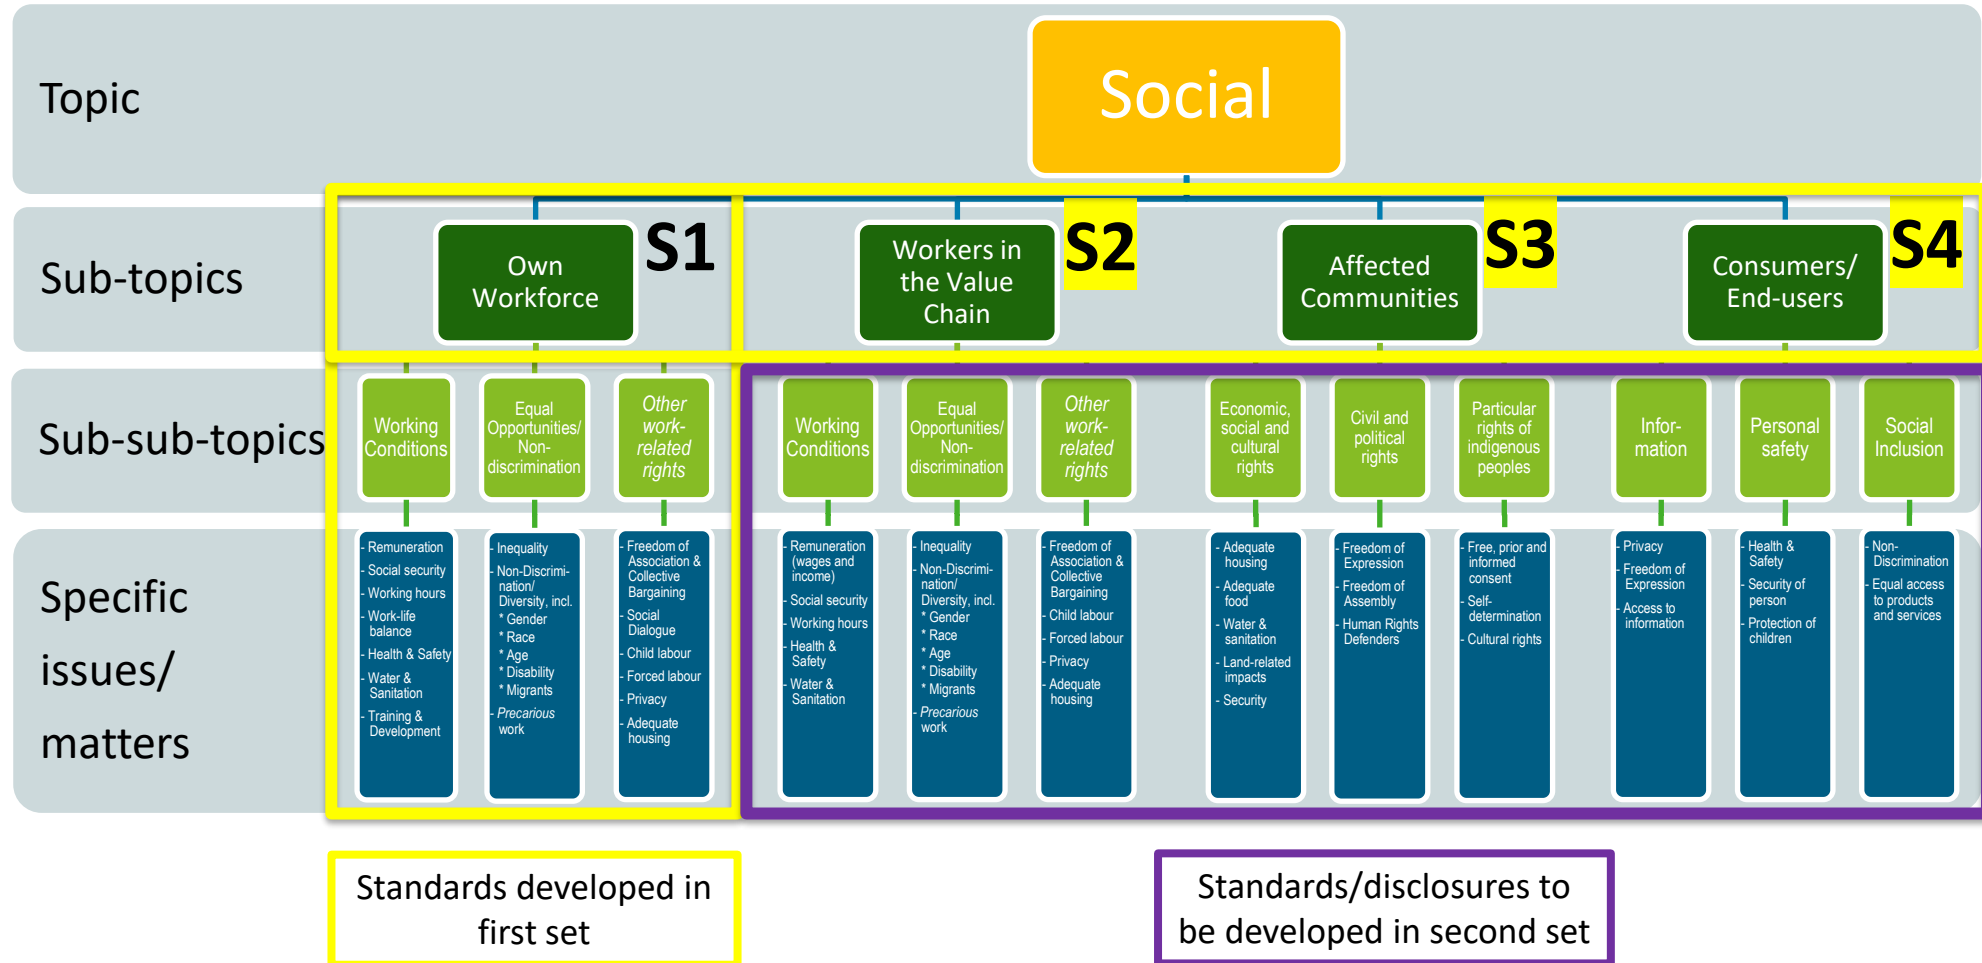 Topic
Social
Sub-topics
Own
Workforce
S1
Workers in
the Value
Chain
S2
Affected
Communities
S3
Consumers/
End-users
S4
Sub-sub-topics
Working
Conditions
Equal
Opportunities/
Non-
discrimination
Other
work-
related
rights
Working
Conditions
Equal
Opportunities/
Non-
discrimination
Other
work-
related
rights
Economic,
social and
cultural
rights
Civil and
political
rights
Particular
rights of
indigenous
peoples
Infor-
mation
Personal
safety
Social
Inclusion
Specific
issues/
matters
- Remuneration
- Social security
- Working hours
- Work-life
balance
- Health & Safety
- Water &
Sanitation
- Training &
Development
- Inequality
- Non-Discrimi-
nation/
Diversity, incl.
* Gender
* Race
* Age
* Disability
* Migrants
- Precarious
work
- Freedom of
Association &
Collective
Bargaining
- Social
Dialogue
- Child labour
- Forced labour
- Privacy
- Adequate
housing
- Remuneration
(wages and
income)
- Social security
- Working hours
- Health &
Safety
- Water &
Sanitation
- Inequality
- Non-Discrimi-
nation/
Diversity, incl.
* Gender
* Race
* Age
* Disability
* Migrants
- Precarious
work
- Freedom of
Association &
Collective
Bargaining
- Child labour
- Forced labour
- Privacy
- Adequate
housing
- Adequate
housing
- Adequate
food
- Water &
sanitation
- Land-related
impacts
- Security
- Freedom of
Expression
- Freedom of
Assembly
- Human Rights
Defenders
- Free, prior and
informed
consent
- Self-
determination
- Cultural rights
- Privacy
- Freedom of
Expression
- Access to
information
- Health &
Safety
- Security of
person
- Protection of
children
- Non-
Discrimination
- Equal access
to products
and services
Standards developed in
first set
Standards/disclosures to
be developed in second set